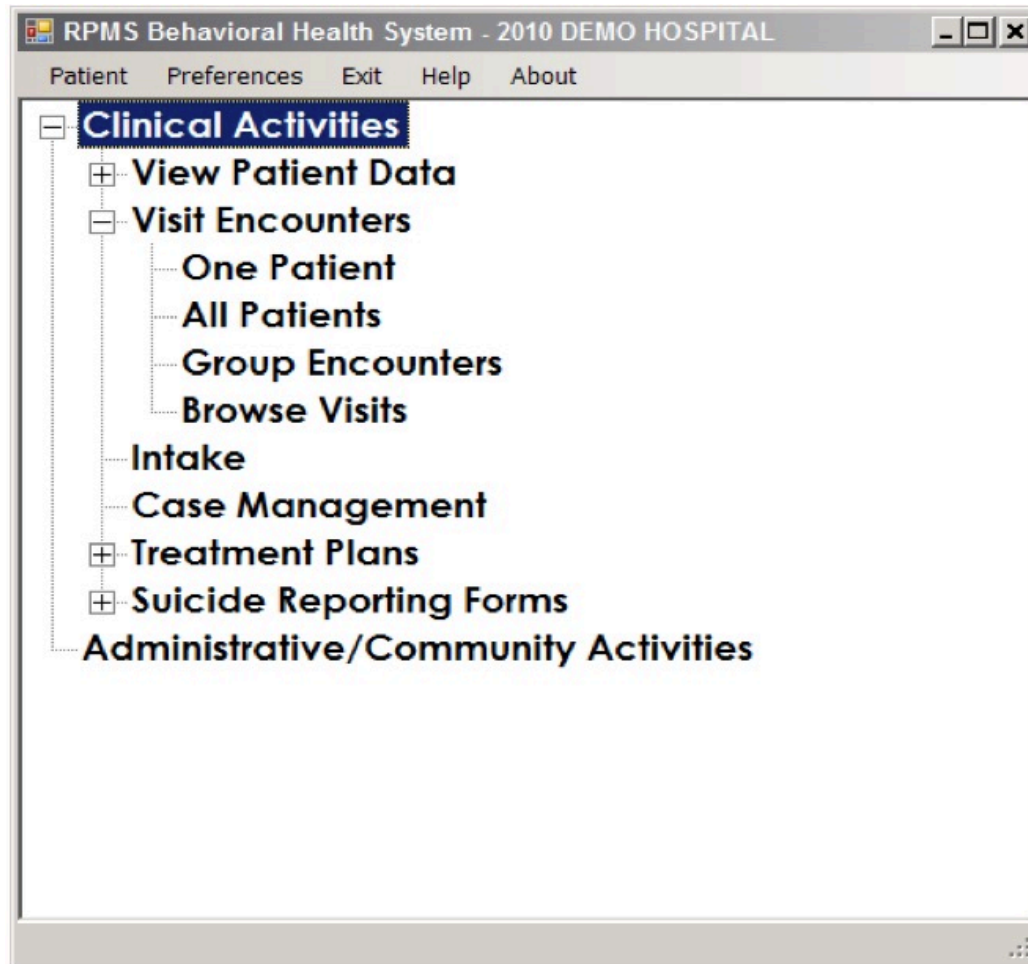 RPMS Behavioral Health System - 2010 DEMO HOSPITAL
Patient Preferences Exit Help About
Clinical Activities
View Patient Data
Visit Encounters
One Patient
All Patients
Group Encounters
Browse Visits
Intake
Case Management
Treatment Plans
Suicide Reporting Forms
Administrative/Community Activities